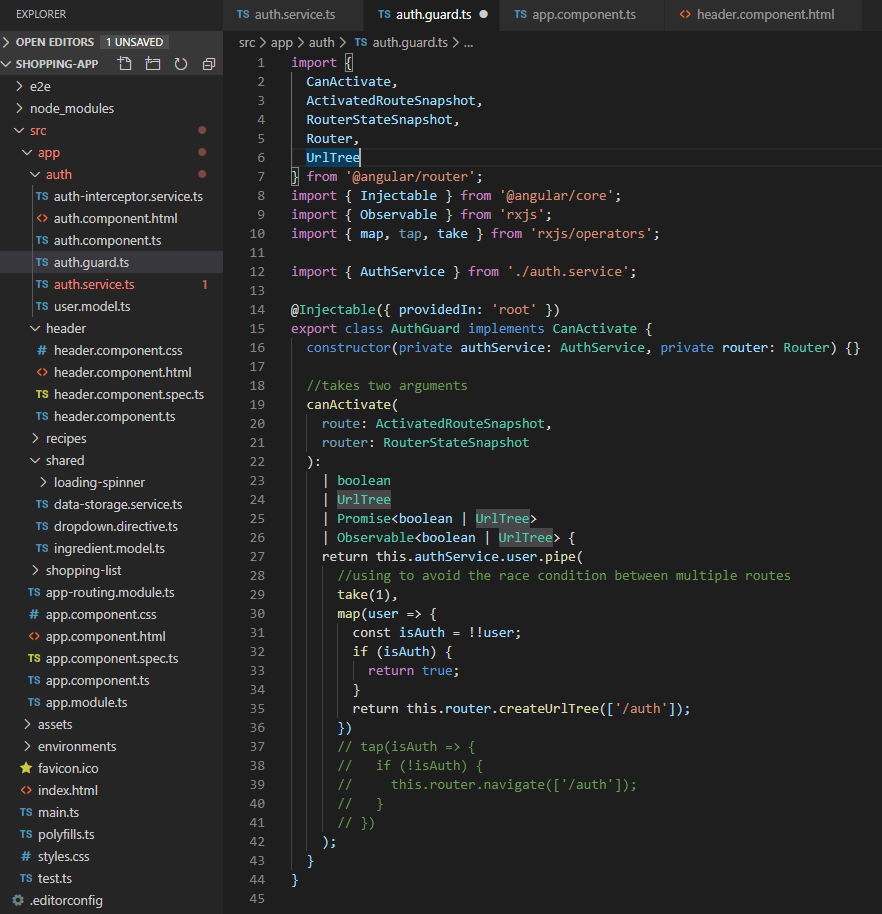 EXPLORER
OPEN EDITORS 1 UNSAVED
SHOPPING-APP
e2e
node_modules
src
app
auth
TS auth-interceptor.service.ts
<> auth.component.html
TS auth.component.ts
TS auth.guard.ts
TS auth.service.ts 1
TS user.model.ts
header
# header.component.css
<> header.component.html
TS header.component.spec.ts
TS header.component.ts
recipes
shared
loading-spinner
TS data-storage.service.ts
TS dropdown.directive.ts
TS ingredient.model.ts
shopping-list
TS app-routing.module.ts
# app.component.css
<> app.component.html
TS app.component.spec.ts
TS app.component.ts
TS app.module.ts
assets
environments
favicon.ico
<> index.html
TS main.ts
TS polyfills.ts
# styles.css
TS test.ts
.editorconfig
TS auth.service.ts TS auth.guard.ts TS app.component.ts <> header.component.html
src > app > auth > TS auth.guard.ts > ...
1 import {
2 CanActivate,
3 ActivatedRouteSnapshot,
4 RouterStateSnapshot,
5 Router,
6 UrlTree
7 } from '@angular/router';
8 import { Injectable } from '@angular/core';
9 import { Observable } from 'rxjs';
10 import { map, tap, take } from 'rxjs/operators';
11
12 import { AuthService } from './auth.service';
13
14 @Injectable({ providedIn: 'root' })
15 export class AuthGuard implements CanActivate {
16 constructor(private authService: AuthService, private router: Router) {}
17
18 //takes two arguments
19 canActivate(
20 route: ActivatedRouteSnapshot,
21 router: RouterStateSnapshot
22 ):
23 | boolean
24 | UrlTree
25 | Promise<boolean | UrlTree>
26 | Observable<boolean | UrlTree> {
27 return this.authService.user.pipe(
28 //using to avoid the race condition between multiple routes
29 take(1),
30 map(user => {
31 const isAuth = !!user;
32 if (isAuth) {
33 return true;
34 }
35 return this.router.createUrlTree(['/auth']);
36 })
37 // tap(isAuth => {
38 // if (!isAuth) {
39 // this.router.navigate(['/auth']);
40 // }
41 // })
42 );
43 }
44 }
45